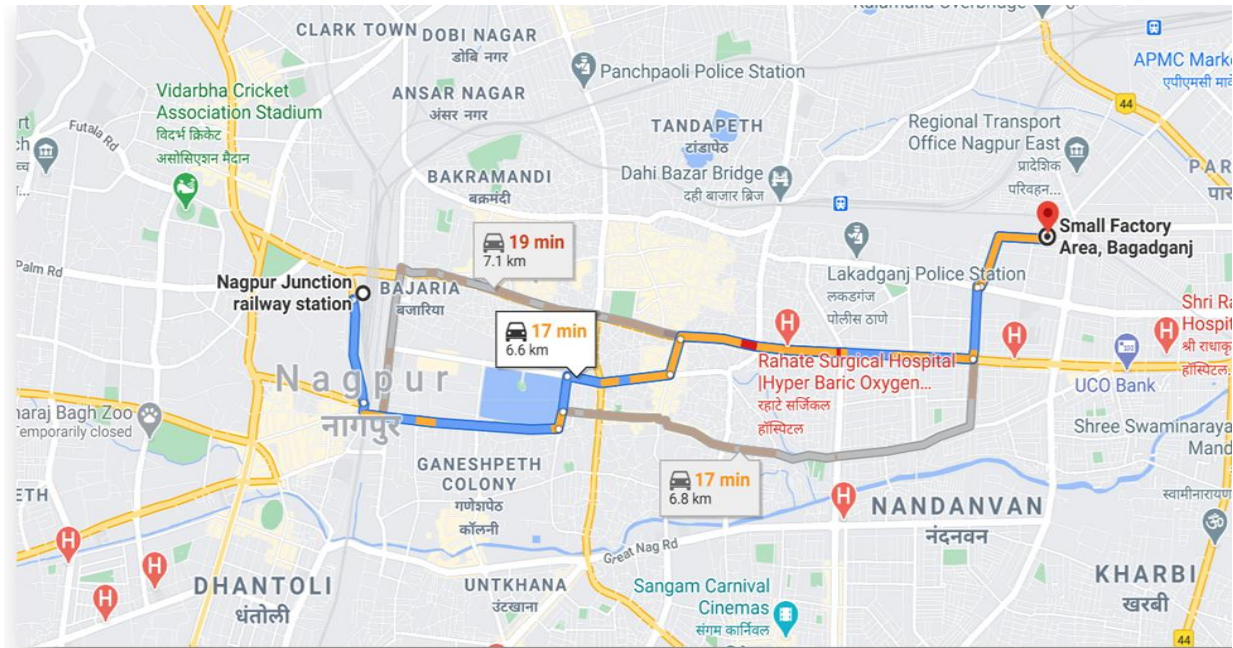 CLARK TOWN
DOBI NAGAR
डोबि नगर
Panchpaoli Police Station
APMC Mark
एपीएमसी
44
Vidarbha Cricket
Association Stadium
विदर्भ क्रिकेट
असोसिएशन मैदान
Futala Rd
ANSAR NAGAR
अंसर नगर
TANDAPETH
टांडापेठ
Regional Transport
Office Nagpur East
प्रादेशिक
परिवहन...
BAKRAMANDI
बक्रमंदी
Dahi Bazar Bridge
दही बाजार ब्रिज
PAR
पार
Small Factory
Area, Bagadganj
19 min
7.1 km
Palm Rd
Nagpur Junction
railway station
BAJARIA
बजारिया
Lakadganj Police Station
लकडगंज
पोलीस ठाणे
17 min
6.6 km
Shri Ra
Hospit
श्री राधाकृ
हॉस्पिटल.
Rahate Surgical Hospital
|Hyper Baric Oxygen...
रहाटे सर्जिकल
हॉस्पिटल
UCO Bank
Nagpur
नागपुर
naraj Bagh Zoo
Temporarily closed
Shree Swaminaraya
Mand
स्वामीनारायण
GANESHPETH
COLONY
गणेशपेठ
कॉलनी
17 min
6.8 km
ETH
NANDANVAN
नंदनवन
Great Nag Rd
DHANTOLI
धंतोली
UNTKHANA
उंटखाना
Sangam Carnival
Cinemas
संगम कार्निवल
KHARBI
खरबी
44